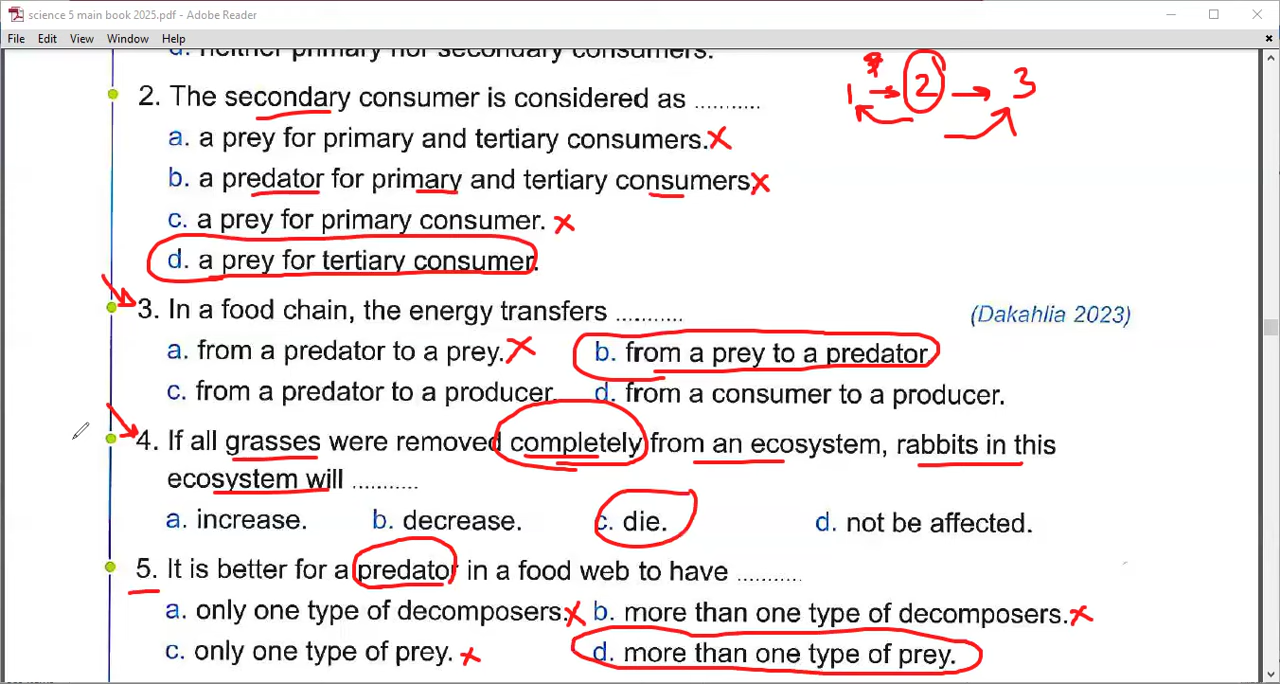 science 5 main book 2025.pdf - Adobe Reader
File Edit View Window Help
d. neither primary nor secondary consumers.
1 → 2 → 3
2. The secondary consumer is considered as ...........
a. a prey for primary and tertiary consumers.
b. a predator for primary and tertiary consumers.
c. a prey for primary consumer.
d. a prey for tertiary consumer.
3. In a food chain, the energy transfers ........... (Dakahlia 2023)
a. from a predator to a prey. b. from a prey to a predator.
c. from a predator to a producer. d. from a consumer to a producer.
4. If all grasses were removed completely from an ecosystem, rabbits in this
ecosystem will ...........
a. increase. b. decrease. c. die. d. not be affected.
5. It is better for a predator in a food web to have ...........
a. only one type of decomposers. b. more than one type of decomposers.
c. only one type of prey. d. more than one type of prey.